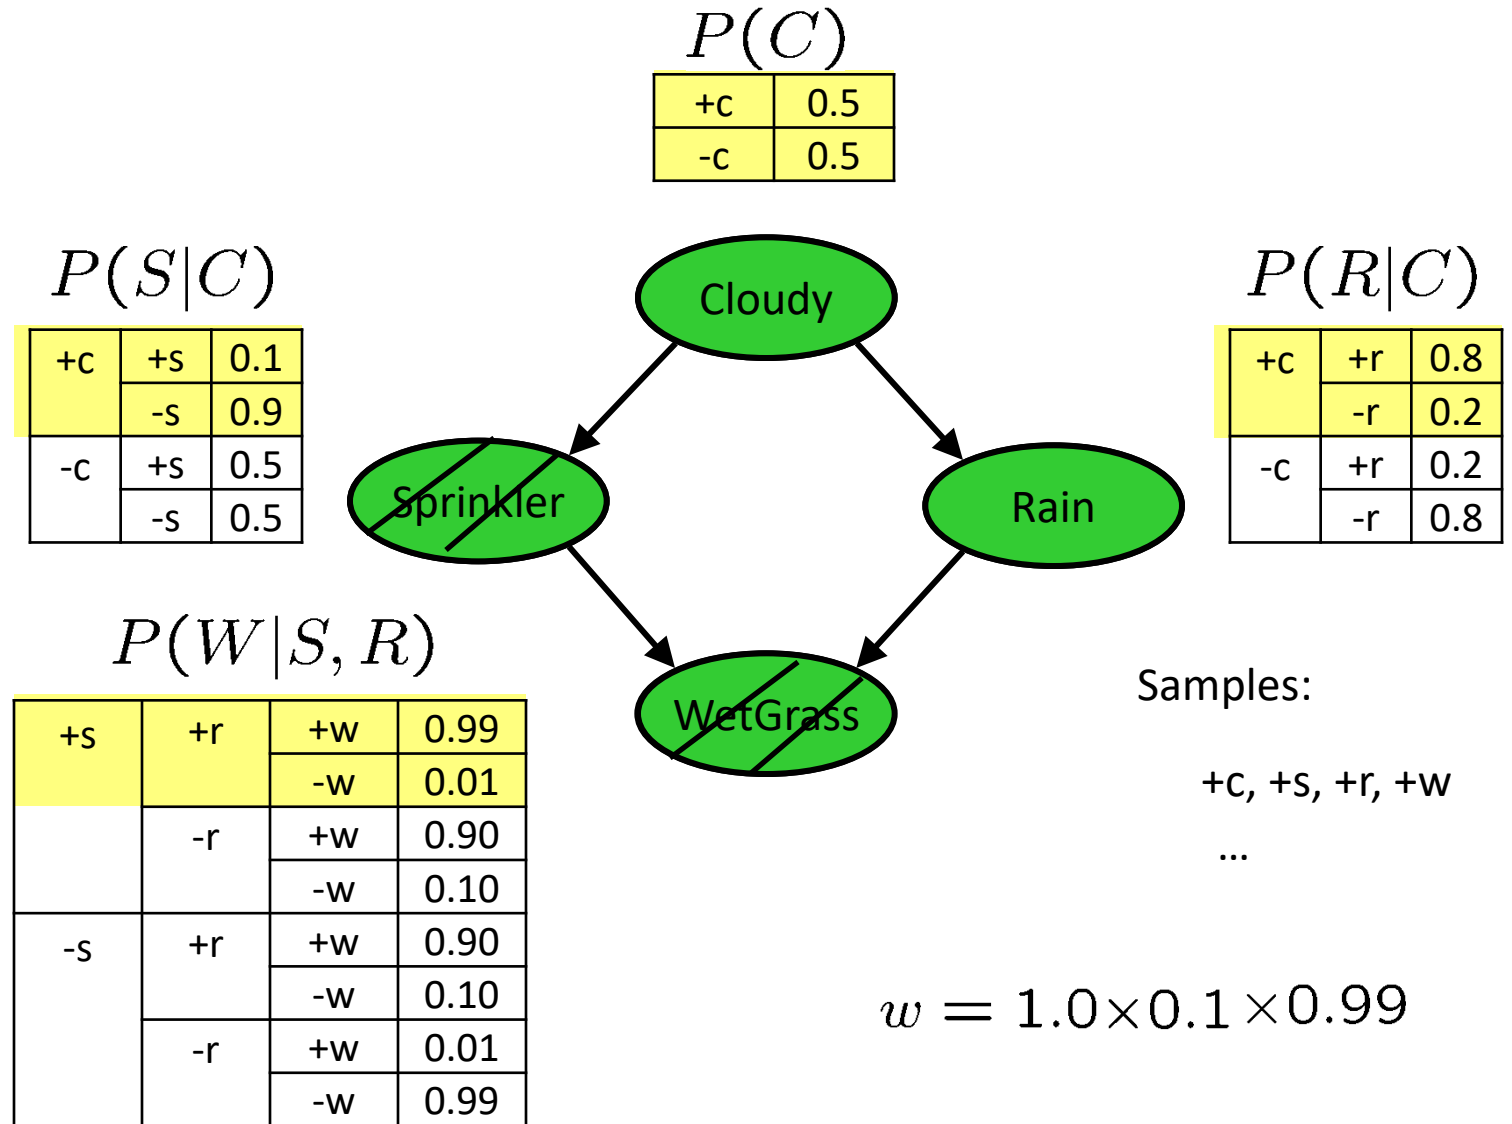 P(C)
+c 0.5
-c 0.5
P(S|C)
+c +s 0.1
-s 0.9
-c +s 0.5
-s 0.5
Cloudy
P(R|C)
+c +r 0.8
-r 0.2
-c +r 0.2
-r 0.8
Sprinkler
Rain
P(W|S, R)
+s +r +w 0.99
-w 0.01
-r +w 0.90
-w 0.10
-s +r +w 0.90
-w 0.10
-r +w 0.01
-w 0.99
WetGrass
Samples:
+c, +s, +r, +w
...
w = 1.0×0.1×0.99